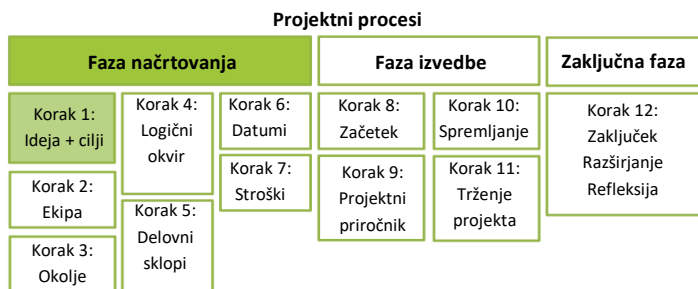 Projektni procesi
Faza načrtovanja
Faza izvedbe
Zaključna faza
Korak 1:
Ideja + cilji
Korak 2:
Ekipa
Korak 3:
Okolje
Korak 4:
Logični
okvir
Korak 5:
Delovni
sklopi
Korak 6:
Datumi
Korak 7:
Stroški
Korak 8:
Začetek
Korak 9:
Projektni
priročnik
Korak 10:
Spremljanje
Korak 11:
Trženje
projekta
Korak 12:
Zaključek
Razširjanje
Refleksija